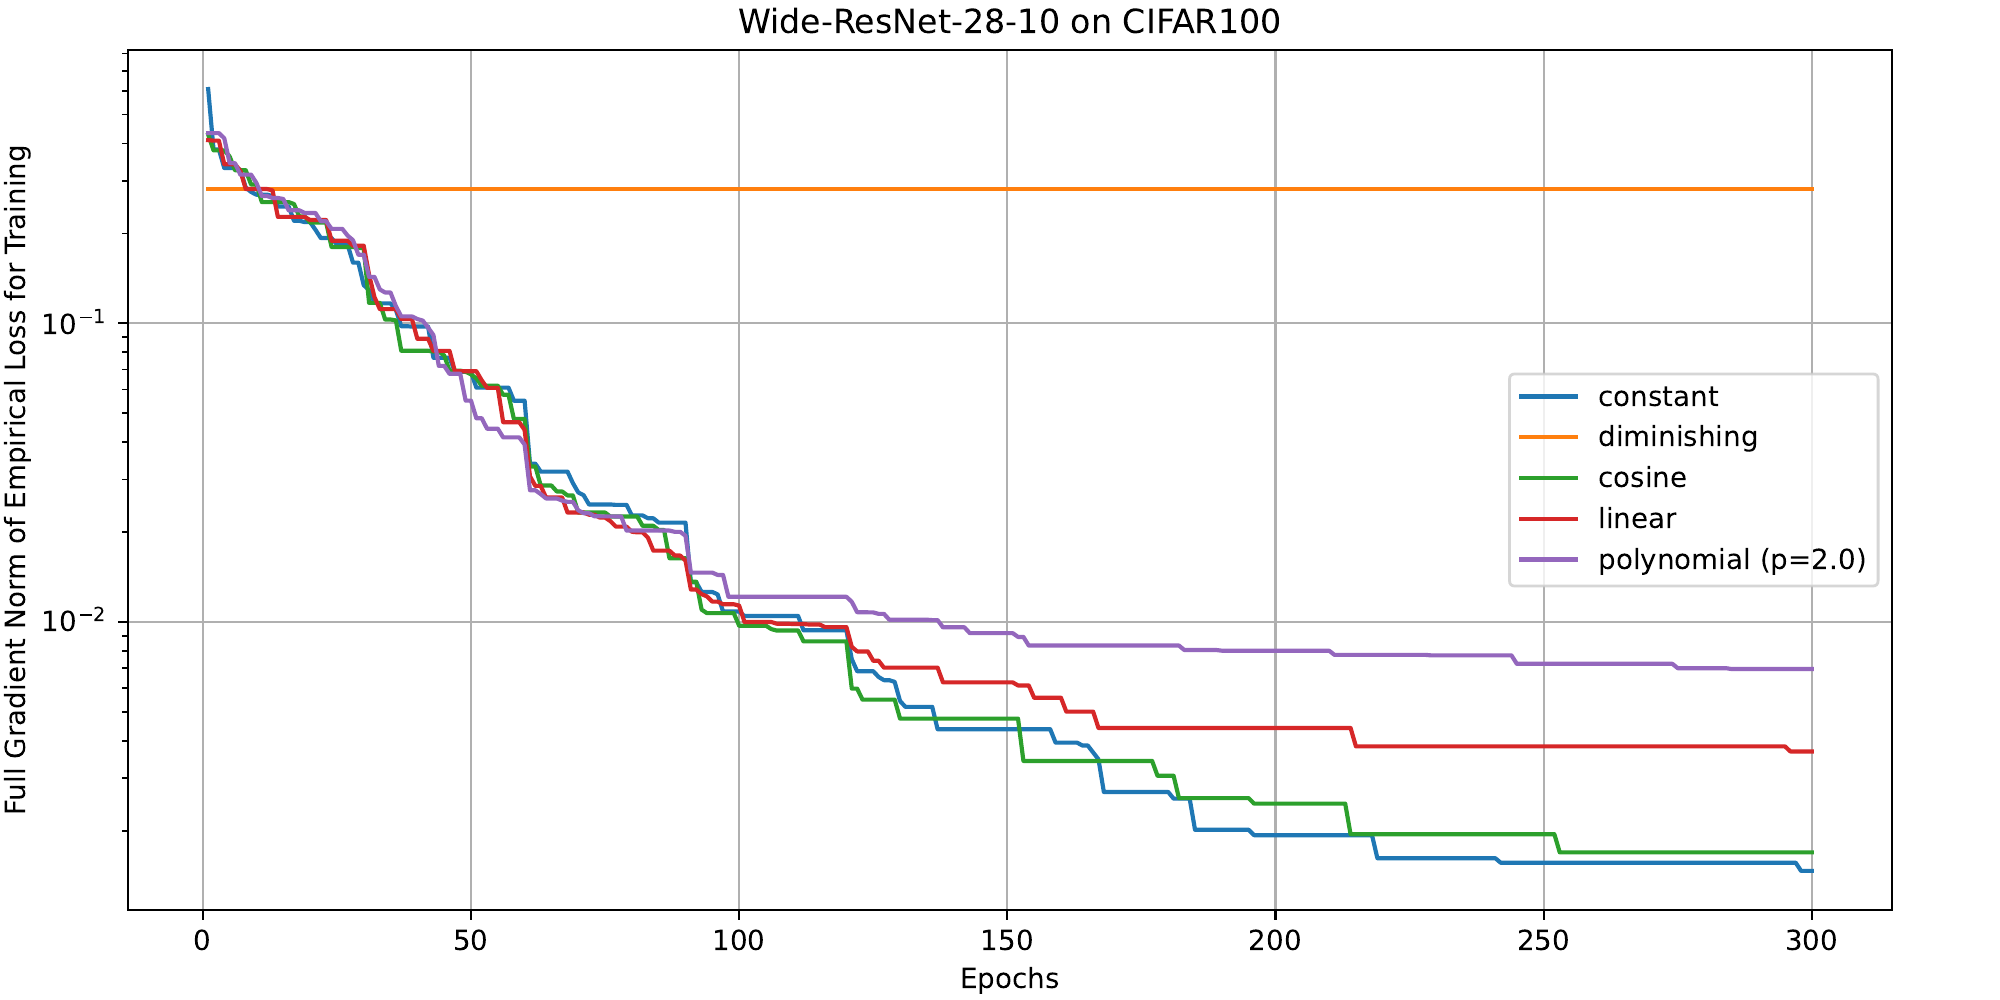 Wide-ResNet-28-10 on CIFAR100
Full Gradient Norm of Empirical Loss for Training
10⁻¹
10⁻²
constant
diminishing
cosine
linear
polynomial (p=2.0)
0 50 100 150 200 250 300
Epochs